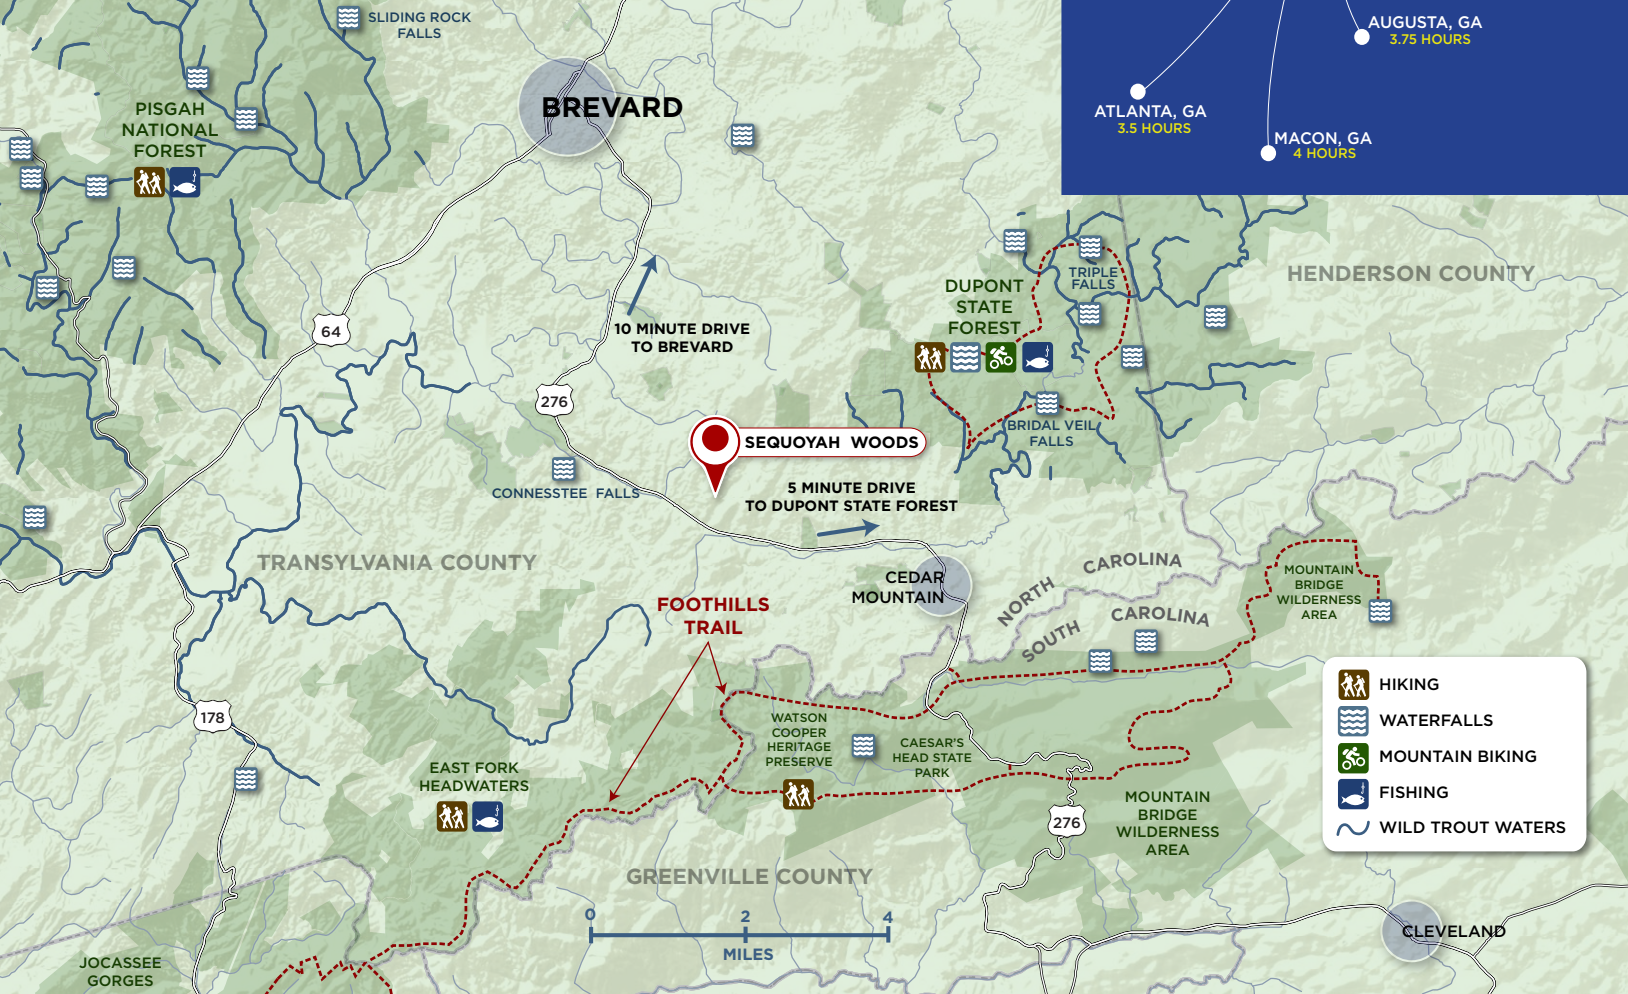 SLIDING ROCK
FALLS
AUGUSTA, GA
3.75 HOURS
BREVARD
ATLANTA, GA
3.5 HOURS
MACON, GA
4 HOURS
PISGAH
NATIONAL
FOREST
HENDERSON COUNTY
TRIPLE
FALLS
DUPONT
STATE
FOREST
64
10 MINUTE DRIVE
TO BREVARD
276
BRIDAL VEIL
FALLS
SEQUOYAH WOODS
CONNESTEE FALLS
5 MINUTE DRIVE
TO DUPONT STATE FOREST
TRANSYLVANIA COUNTY
CEDAR
MOUNTAIN
NORTH CAROLINA
SOUTH CAROLINA
MOUNTAIN
BRIDGE
WILDERNESS
AREA
FOOTHILLS
TRAIL
178
WATSON
COOPER
HERITAGE
PRESERVE
CAESAR'S
HEAD STATE
PARK
EAST FORK
HEADWATERS
276
MOUNTAIN
BRIDGE
WILDERNESS
AREA
HIKING
WATERFALLS
MOUNTAIN BIKING
FISHING
WILD TROUT WATERS
GREENVILLE COUNTY
0 2 4
MILES
CLEVELAND
JOCASSEE
GORGES